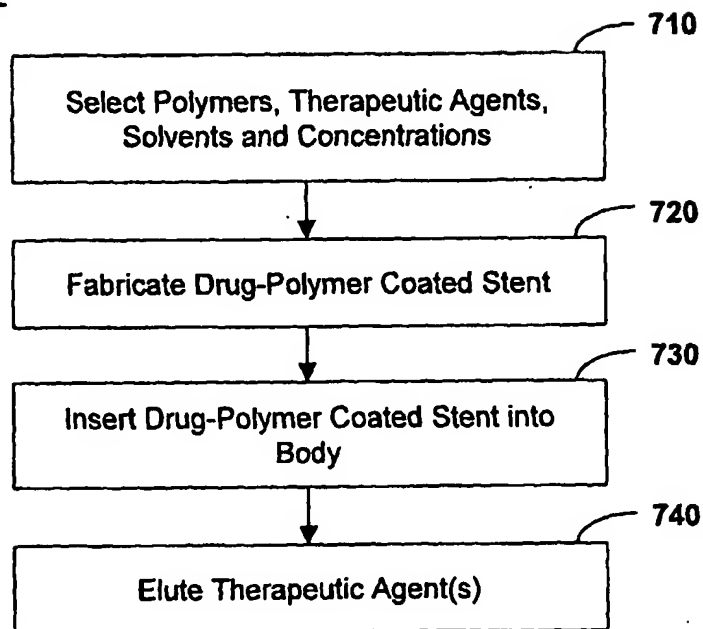 710
Select Polymers, Therapeutic Agents,
Solvents and Concentrations
720
Fabricate Drug-Polymer Coated Stent
730
Insert Drug-Polymer Coated Stent into
Body
740
Elute Therapeutic Agent(s)